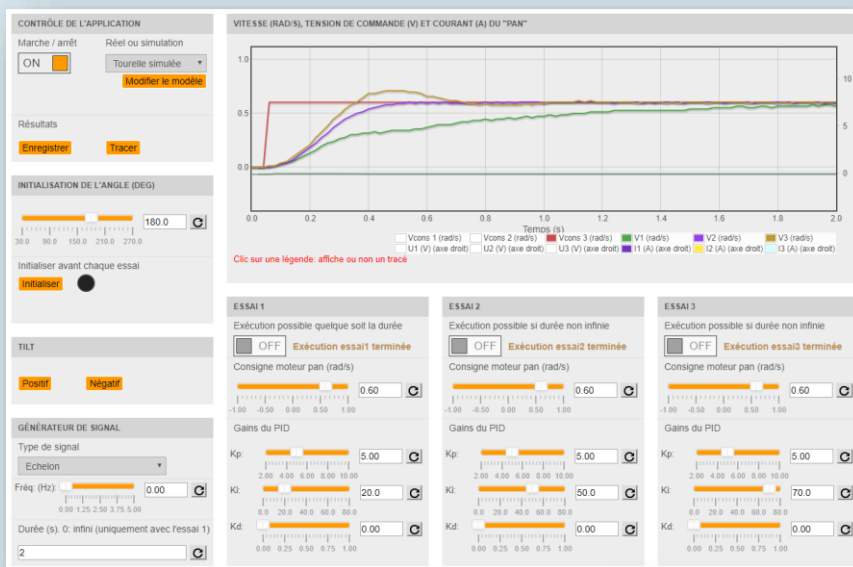 CONTRÔLE DE L'APPLICATION
Marche / arrêt
Réel ou simulation
ON
Tourelle simulée
Modifier le modèle
Résultats
Enregistrer
Tracer
INITIALISATION DE L'ANGLE (DEG)
180.0
30.0 90.0 150.0 210.0 270.0
Initialiser avant chaque essai
Initialiser
TILT
Positif
Négatif
GÉNÉRATEUR DE SIGNAL
Type de signal
Echelon
Fréq. (Hz):
0.00
0.00 1.25 2.50 3.75 5.00
Durée (s). 0: infini (uniquement avec l'essai 1)
2
VITESSE (RAD/S), TENSION DE COMMANDE (V) ET COURANT (A) DU "PAN"
1.0
0.5
0.0
10
5
0
0.0 0.2 0.4 0.6 0.8 1.0 1.2 1.4 1.6 1.8 2.0
Temps (s)
Vcons 1 (rad/s) Vcons 2 (rad/s) Vcons 3 (rad/s) V1 (rad/s) V2 (rad/s) V3 (rad/s)
U1 (V) (axe droit) U2 (V) (axe droit) U3 (V) (axe droit) I1 (A) (axe droit) I2 (A) (axe droit) I3 (A) (axe droit)
Clic sur une légende: affiche ou non un tracé
ESSAI 1
Exécution possible quelque soit la durée
OFF
Exécution essai1 terminée
Consigne moteur pan (rad/s)
0.60
-1.00 -0.50 0.00 0.50 1.00
Gains du PID
Kp:
5.00
2.00 4.00 6.00 8.00 10.00
Ki:
20.0
0.0 20.0 40.0 60.0 80.0
Kd:
0.00
0.00 0.25 0.50 0.75 1.00
ESSAI 2
Exécution possible si durée non infinie
OFF
Exécution essai2 terminée
Consigne moteur pan (rad/s)
0.60
-1.00 -0.50 0.00 0.50 1.00
Gains du PID
Kp:
5.00
2.00 4.00 6.00 8.00 10.00
Ki:
50.0
0.0 20.0 40.0 60.0 80.0
Kd:
0.00
0.00 0.25 0.50 0.75 1.00
ESSAI 3
Exécution possible si durée non infinie
OFF
Exécution essai3 terminée
Consigne moteur pan (rad/s)
0.60
-1.00 -0.50 0.00 0.50 1.00
Gains du PID
Kp:
5.00
2.00 4.00 6.00 8.00 10.00
Ki:
70.0
0.0 20.0 40.0 60.0 80.0
Kd:
0.00
0.00 0.25 0.50 0.75 1.00